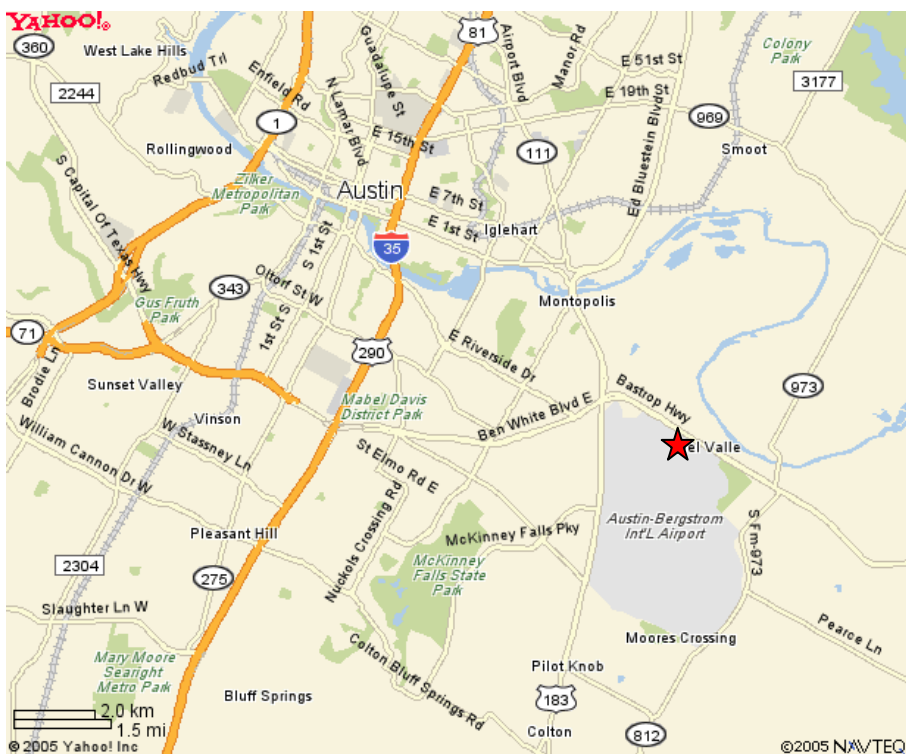 YAHOO!®
81
360
West Lake Hills
Redbud Trl
2244
Enfield Rd
N Lamar Blvd
Guadalupe St
Airport Blvd
Manor Rd
E 51st St
Colony
Park
3177
E 19th St
969
Smoot
1
E 15th St
111
Ed Bluestein Blvd
Rollingwood
Zilker
Metropolitan
Park
Austin
E 7th St
E 1st St
Iglehart
S Capital Of Texas Hwy
35
S 1st St
343
Oltorf St W
Gus Fruth
Park
1st St S
Montopolis
71
290
E Riverside Dr
Brodie Ln
Sunset Valley
973
Bastrop Hwy
Mabel Davis
District Park
Ben White Blvd E
Vinson
W Stassney Ln
William Cannon Dr W
St Elmo Rd E
el Valle
Nuckols Crossing Rd
Austin-Bergstrom
Int'L Airport
S Fm-973
Pleasant Hill
McKinney Falls Pky
McKinney
Falls State
Park
2304
275
Slaughter Ln W
Pearce Ln
Moores Crossing
Colton Bluff Springs Rd
Mary Moore
Searight
Metro Park
Pilot Knob
Bluff Springs
183
2.0 km
1.5 mi
Colton
812
© 2005 Yahoo! Inc
©2005 NAVTEQ